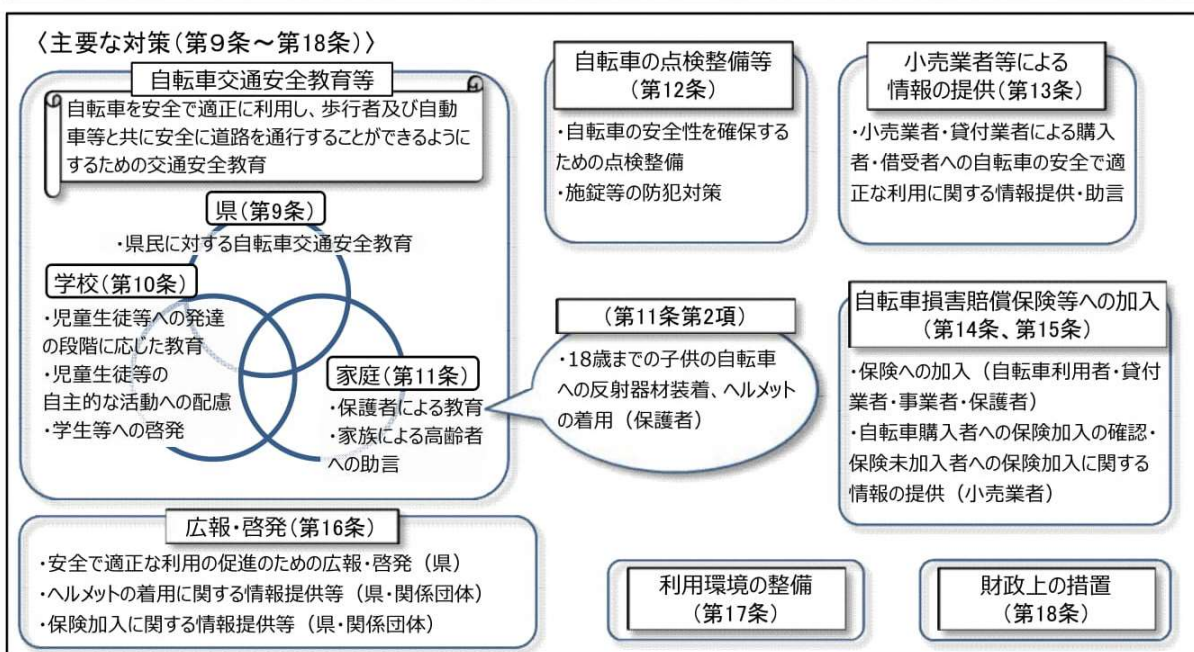 〈主要な対策(第9条～第18条)〉
自転車交通安全教育等
自転車を安全で適正に利用し、歩行者及び自動
車等と共に安全に道路を通行することができるように
するための交通安全教育
県(第9条)
・県民に対する自転車交通安全教育
学校(第10条)
・児童生徒等への発達
の段階に応じた教育
・児童生徒等の
自主的な活動への配慮
・学生等への啓発
家庭(第11条)
・保護者による教育
・家族による高齢者
への助言
(第11条第2項)
・18歳までの子供の自転車
への反射器材装着、ヘルメット
の着用（保護者）
自転車の点検整備等
(第12条)
・自転車の安全性を確保する
ための点検整備
・施錠等の防犯対策
小売業者等による
情報の提供(第13条)
・小売業者・貸付業者による購入
者・借受者への自転車の安全で適
正な利用に関する情報提供・助言
自転車損害賠償保険等への加入
(第14条、第15条)
・保険への加入（自転車利用者・貸付
業者・事業者・保護者）
・自転車購入者への保険加入の確認・
保険未加入者への保険加入に関する
情報の提供（小売業者）
広報・啓発(第16条)
・安全で適正な利用の促進のための広報・啓発（県）
・ヘルメットの着用に関する情報提供等（県・関係団体）
・保険加入に関する情報提供等（県・関係団体）
利用環境の整備
(第17条)
財政上の措置
(第18条)